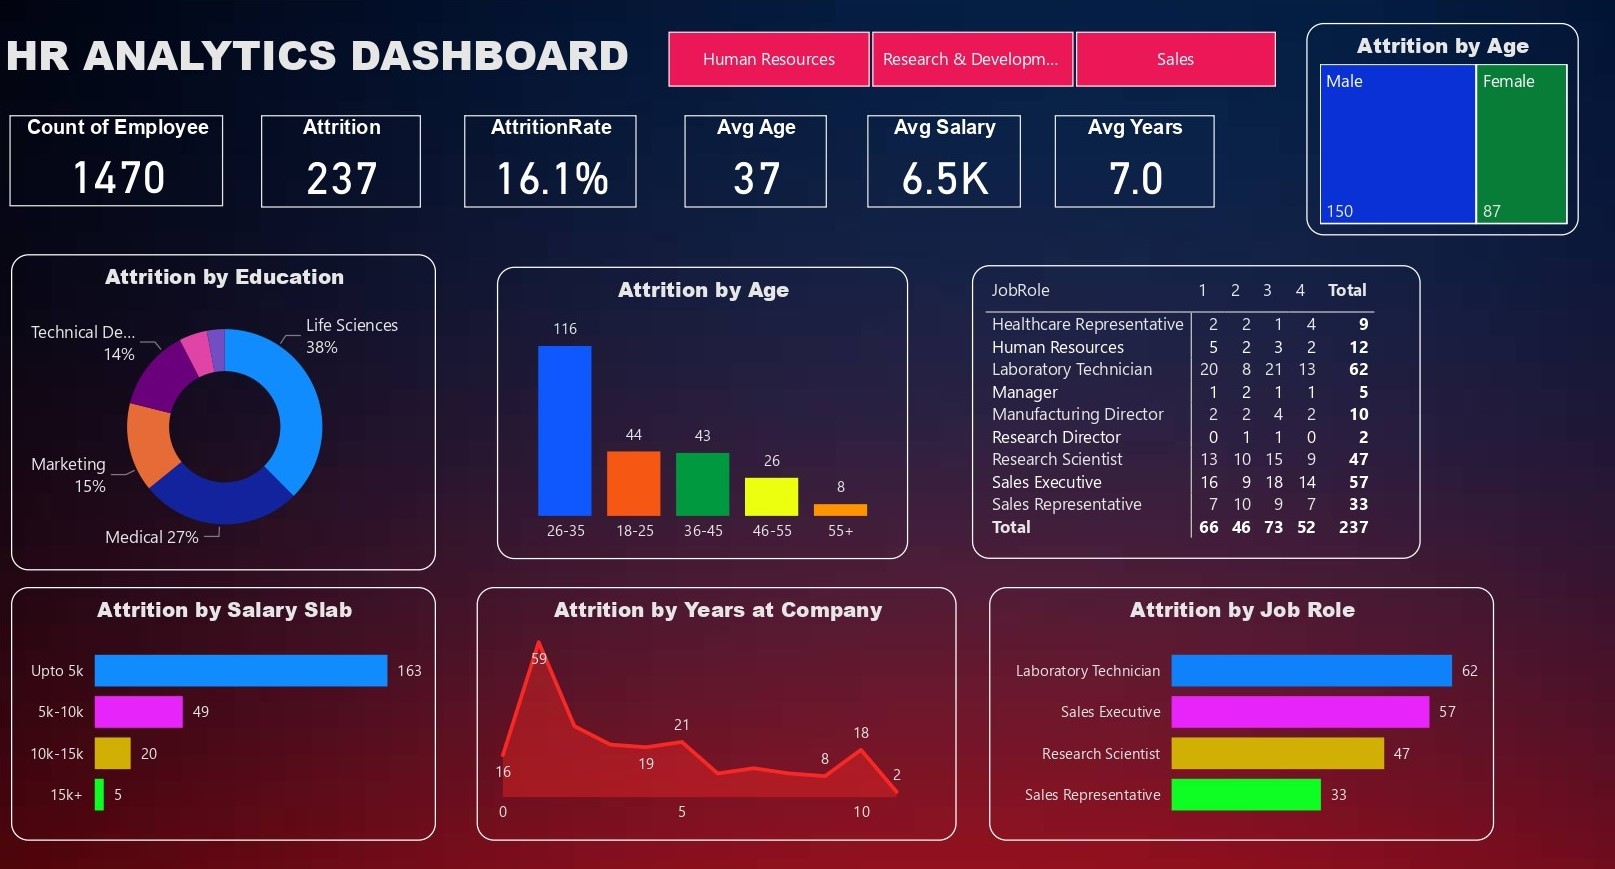 HR ANALYTICS DASHBOARD
Human Resources
Research & Developm...
Sales
Attrition by Age
Male
Female
150
87
Count of Employee
1470
Attrition
237
AttritionRate
16.1%
Avg Age
37
Avg Salary
6.5K
Avg Years
7.0
Attrition by Education
Life Sciences
38%
Technical De...
14%
Marketing
15%
Medical 27%
Attrition by Age
116
44
43
26
8
26-35 18-25 36-45 46-55 55+
JobRole 1 2 3 4 Total
Healthcare Representative 2 2 1 4 9
Human Resources 5 2 3 2 12
Laboratory Technician 20 8 21 13 62
Manager 1 2 1 1 5
Manufacturing Director 2 2 4 2 10
Research Director 0 1 1 0 2
Research Scientist 13 10 15 9 47
Sales Executive 16 9 18 14 57
Sales Representative 7 10 9 7 33
Total 66 46 73 52 237
Attrition by Salary Slab
Upto 5k 163
5k-10k 49
10k-15k 20
15k+ 5
Attrition by Years at Company
59
21
18
16
19
8
2
0 5 10
Attrition by Job Role
Laboratory Technician 62
Sales Executive 57
Research Scientist 47
Sales Representative 33